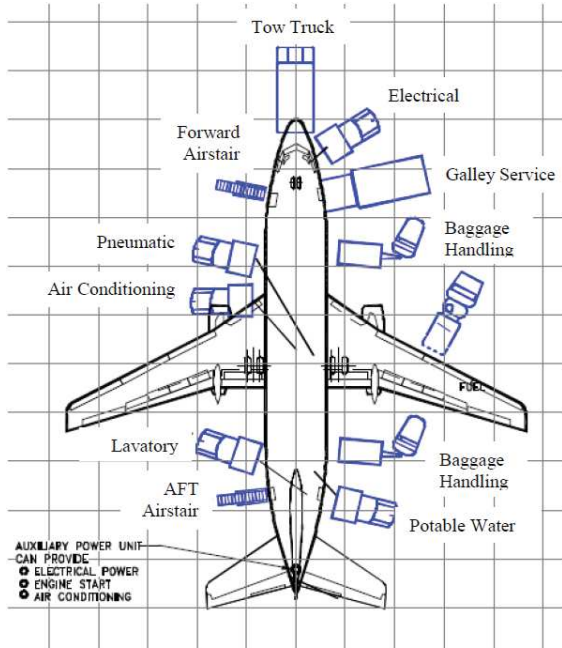 Tow Truck
Electrical
Forward
Airstair
Galley Service
Pneumatic
Baggage
Handling
Air Conditioning
FUEL
Lavatory
Baggage
Handling
AFT
Airstair
Potable Water
AUXILIARY POWER UNIT
CAN PROVIDE
ELECTRICAL POWER
ENGINE START
AIR CONDITIONING